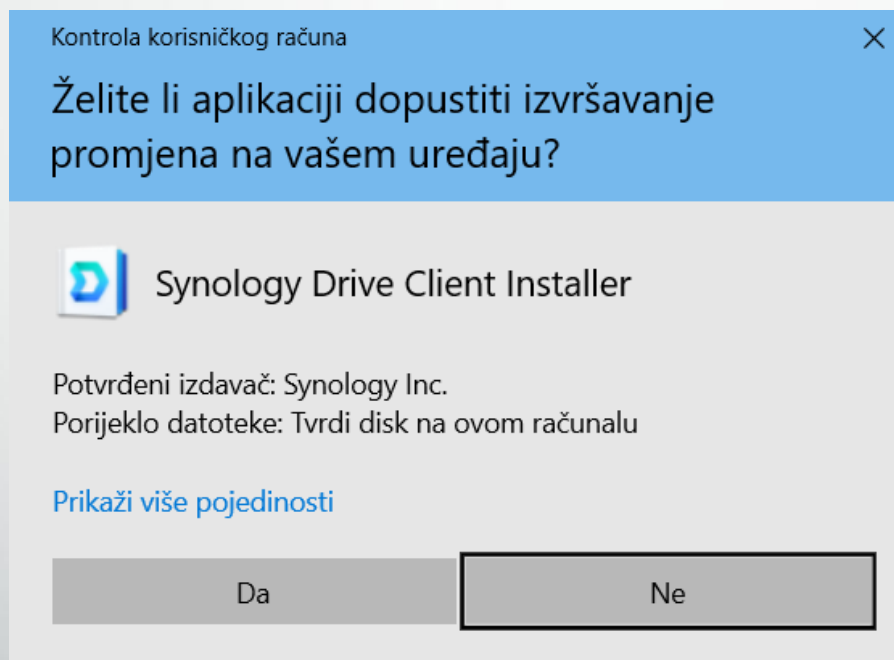 Kontrola korisničkog računa
Želite li aplikaciji dopustiti izvršavanje
promjena na vašem uređaju?
Synology Drive Client Installer
Potvrđeni izdavač: Synology Inc.
Porijeklo datoteke: Tvrdi disk na ovom računalu
Prikaži više pojedinosti
Da
Ne